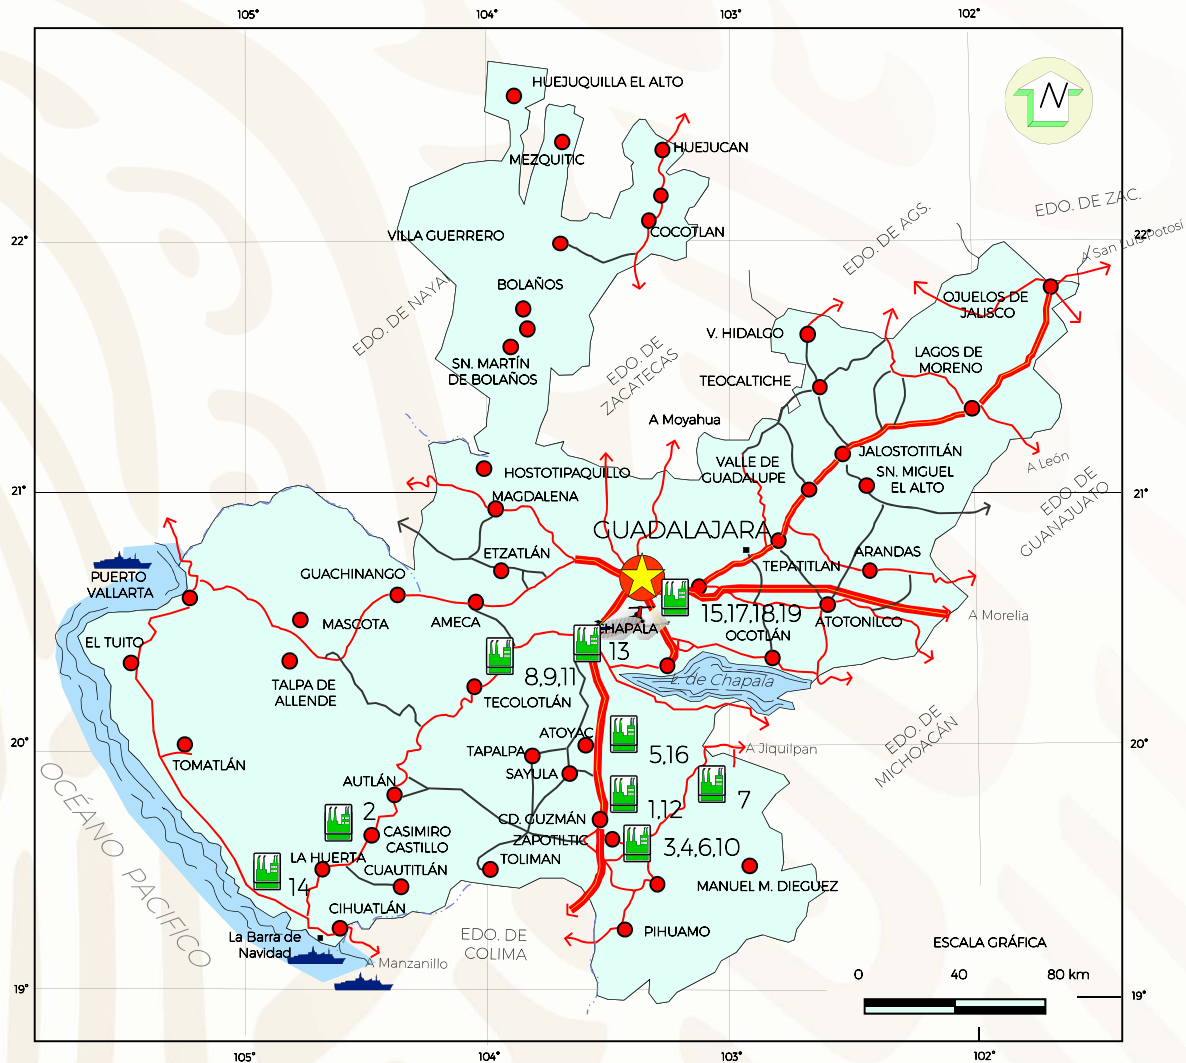 105°
104°
103°
102°
HUEJUQUILLA EL ALTO
N
MEZQUITIC
HUEJUCAN
EDO. DE ZAC.
EDO. DE AGS.
22°
VILLA GUERRERO
COCOTLAN
22°
A San Luis Potosí
BOLAÑOS
EDO. DE NAYA
OJUELOS DE
JALISCO
V. HIDALGO
SN. MARTÍN
DE BOLAÑOS
EDO. DE
ZACATECAS
LAGOS DE
MORENO
TEOCALTICHE
A Moyahua
JALOSTOTITLÁN
A León
HOSTOTIPAQUILLO
VALLE DE
GUADALUPE
SN. MIGUEL
EL ALTO
21°
MAGDALENA
21°
EDO. DE
GUANAJUATO
GUADALAJARA
ETZATLÁN
ARANDAS
TEPATITLAN
PUERTO
VALLARTA
GUACHINANGO
15,17,18,19
A Morelia
MASCOTA
AMECA
CHAPALA
OCOTLÁN
ATOTONILCO
EL TUITO
13
8,9,11
L. de Chapala
TALPA DE
ALLENDE
TECOLOTLÁN
EDO. DE
MICHOACÁN
20°
ATOYAC
20°
TAPALPA
5,16
A Jiquilpan
TOMATLÁN
SAYULA
AUTLÁN
2
1,12
7
CD. GUZMÁN
CASIMIRO
CASTILLO
ZAPOTILTIC
3,4,6,10
LA HUERTA
TOLIMAN
CUAUTITLÁN
14
MANUEL M. DIEGUEZ
OCÉANO PACIFICO
CIHUATLÁN
La Barra de
Navidad
EDO. DE
COLIMA
PIHUAMO
A Manzanillo
ESCALA GRÁFICA
0
40
80 km
19°
19°
105°
104°
103°
102°